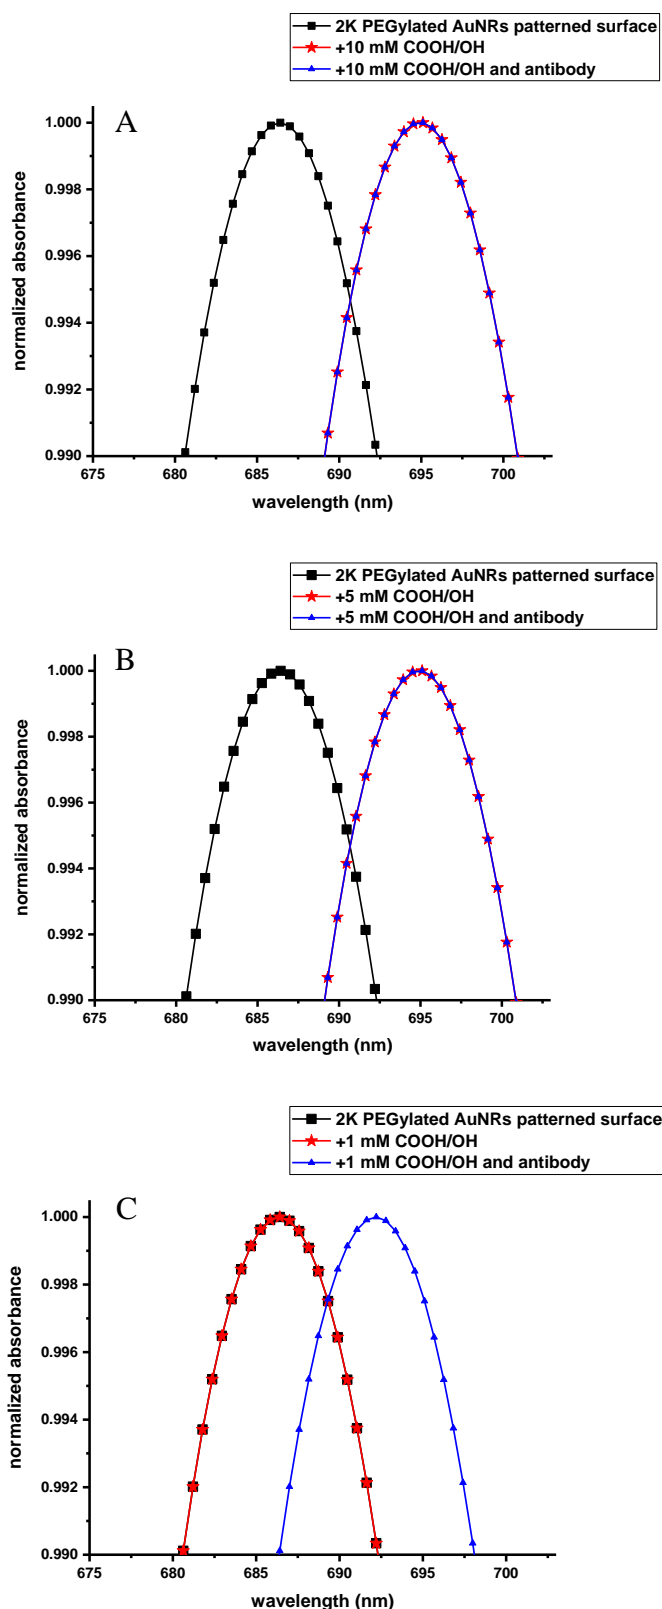 2K PEGylated AuNRs patterned surface
+10 mM COOH/OH
+10 mM COOH/OH and antibody
A
1.000
0.998
0.996
0.994
0.992
0.990
normalized absorbance
675 680 685 690 695 700
wavelength (nm)
2K PEGylated AuNRs patterned surface
+5 mM COOH/OH
+5 mM COOH/OH and antibody
B
1.000
0.998
0.996
0.994
0.992
0.990
normalized absorbance
675 680 685 690 695 700
wavelength (nm)
2K PEGylated AuNRs patterned surface
+1 mM COOH/OH
+1 mM COOH/OH and antibody
C
1.000
0.998
0.996
0.994
0.992
0.990
normalized absorbance
675 680 685 690 695 700
wavelength (nm)